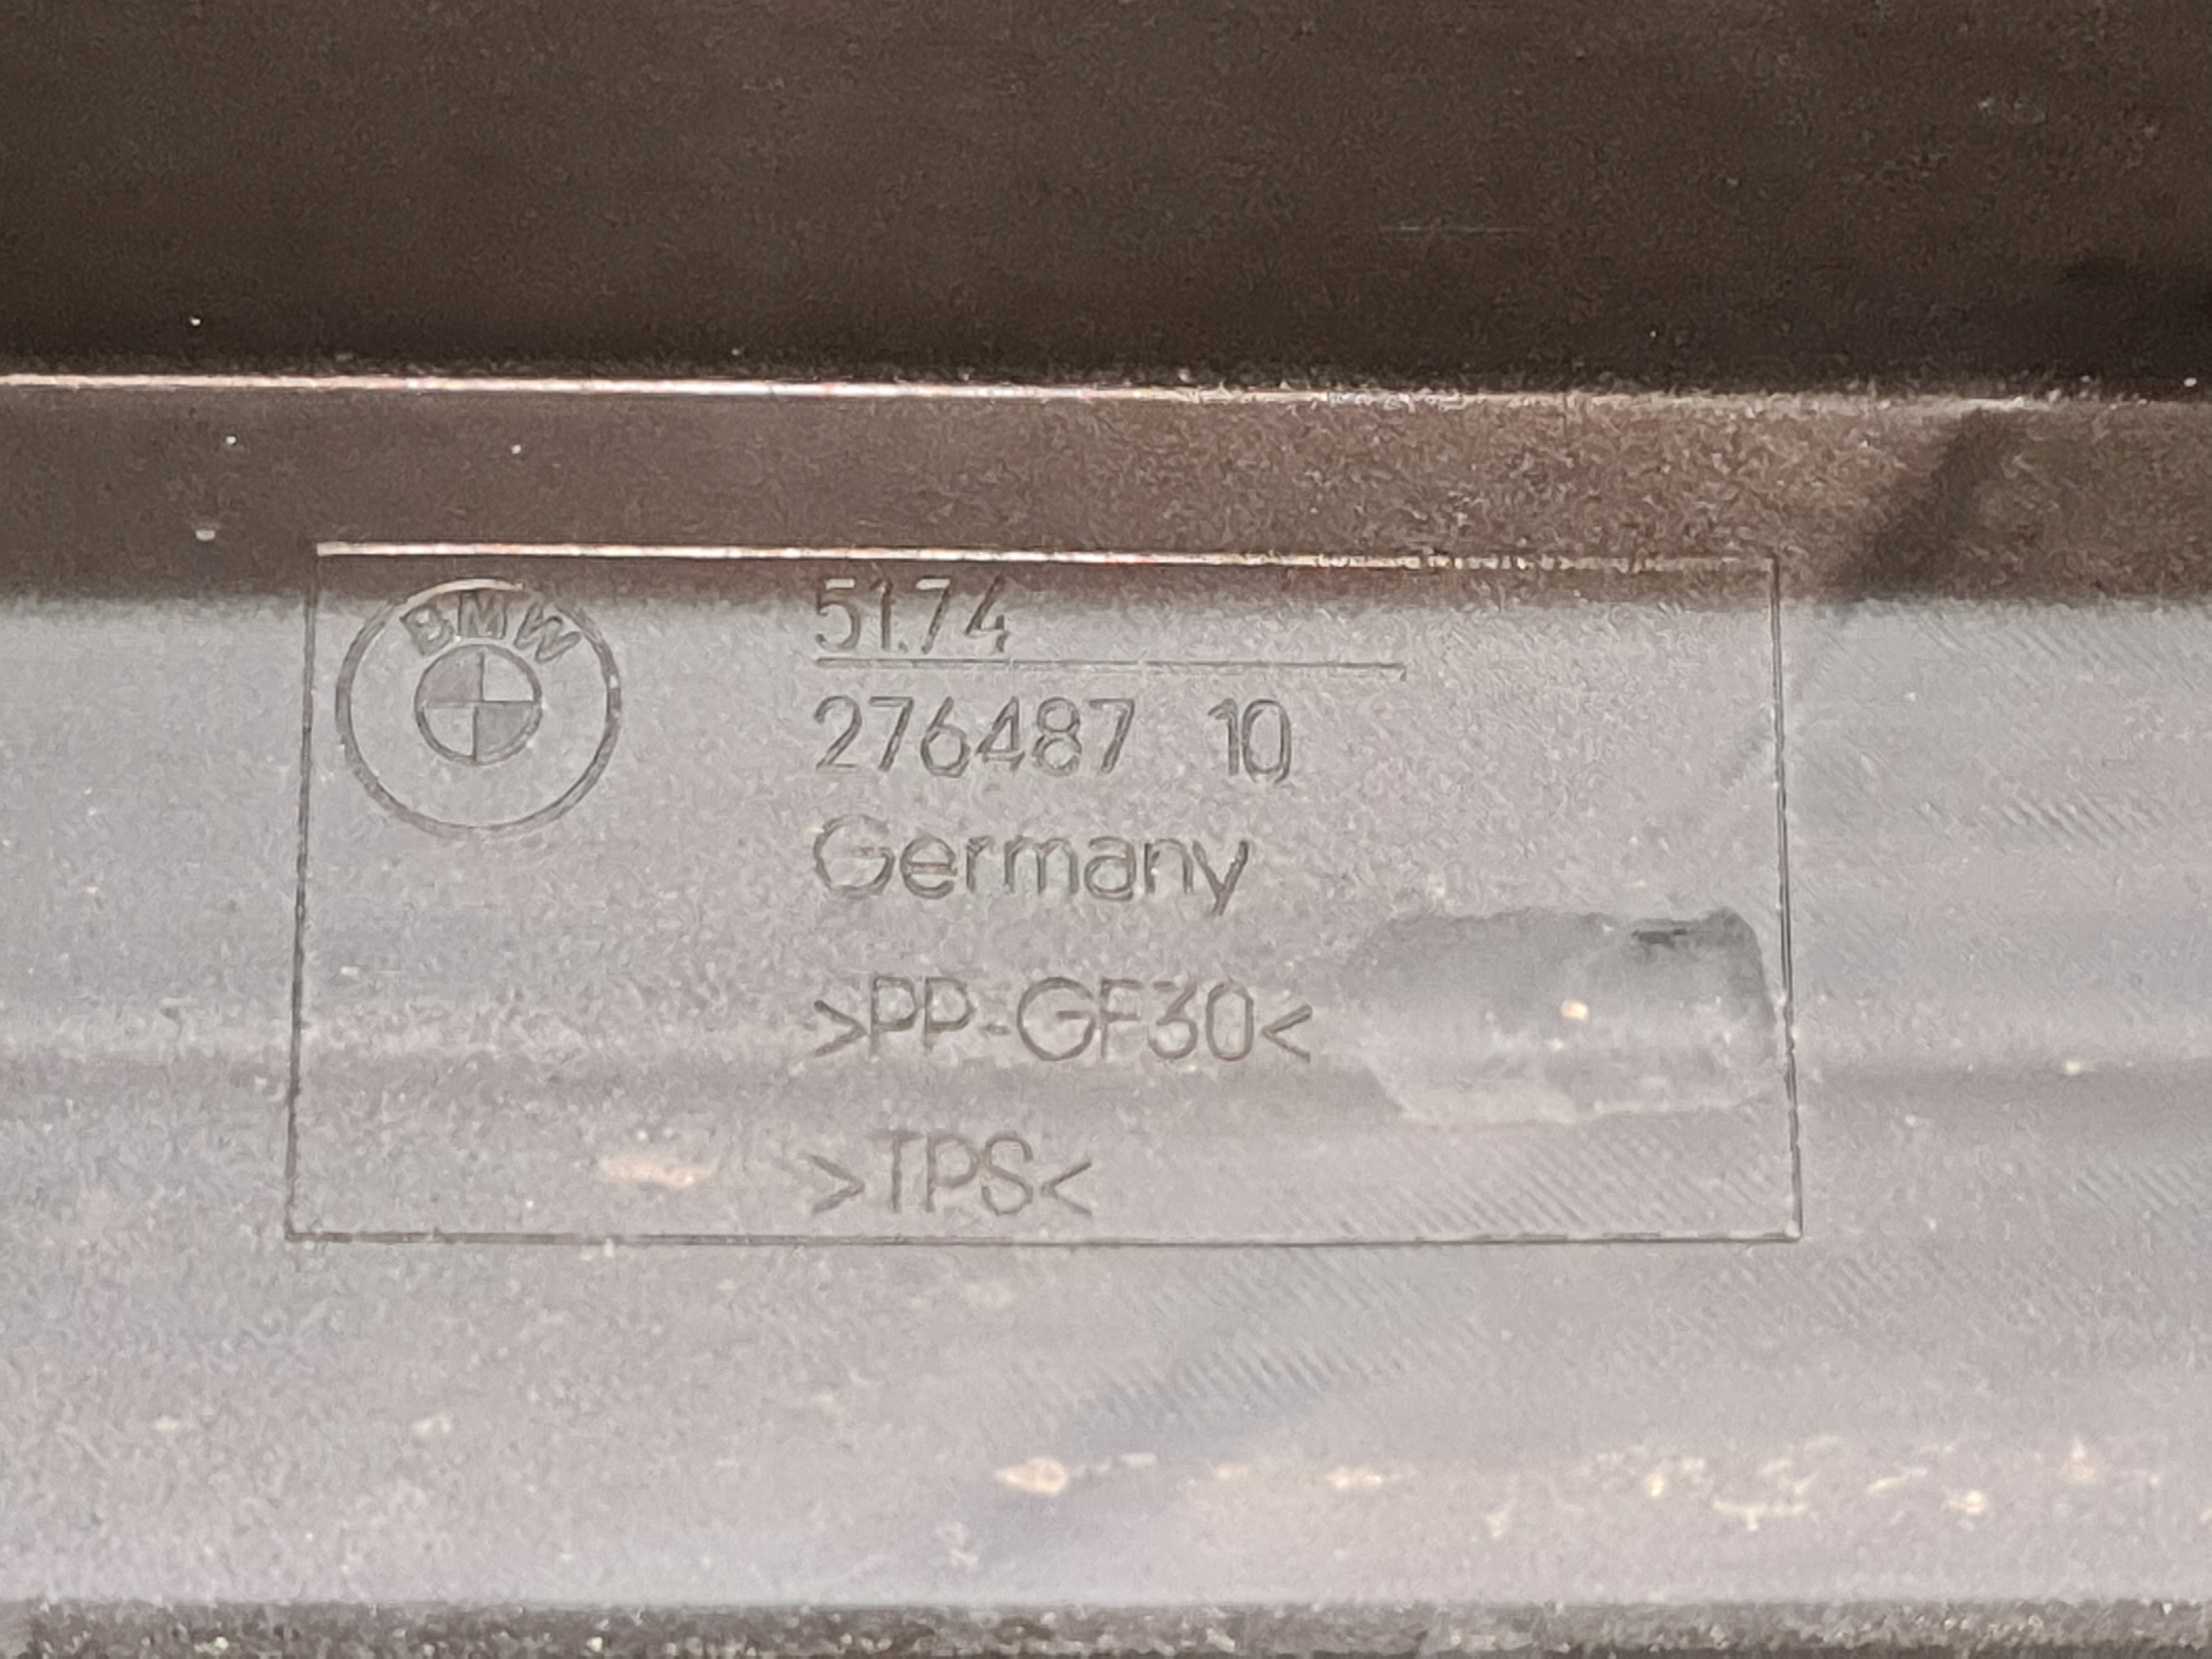 BMW
51.74
276487 10
Germany
>PP-GF30<
>TPS<